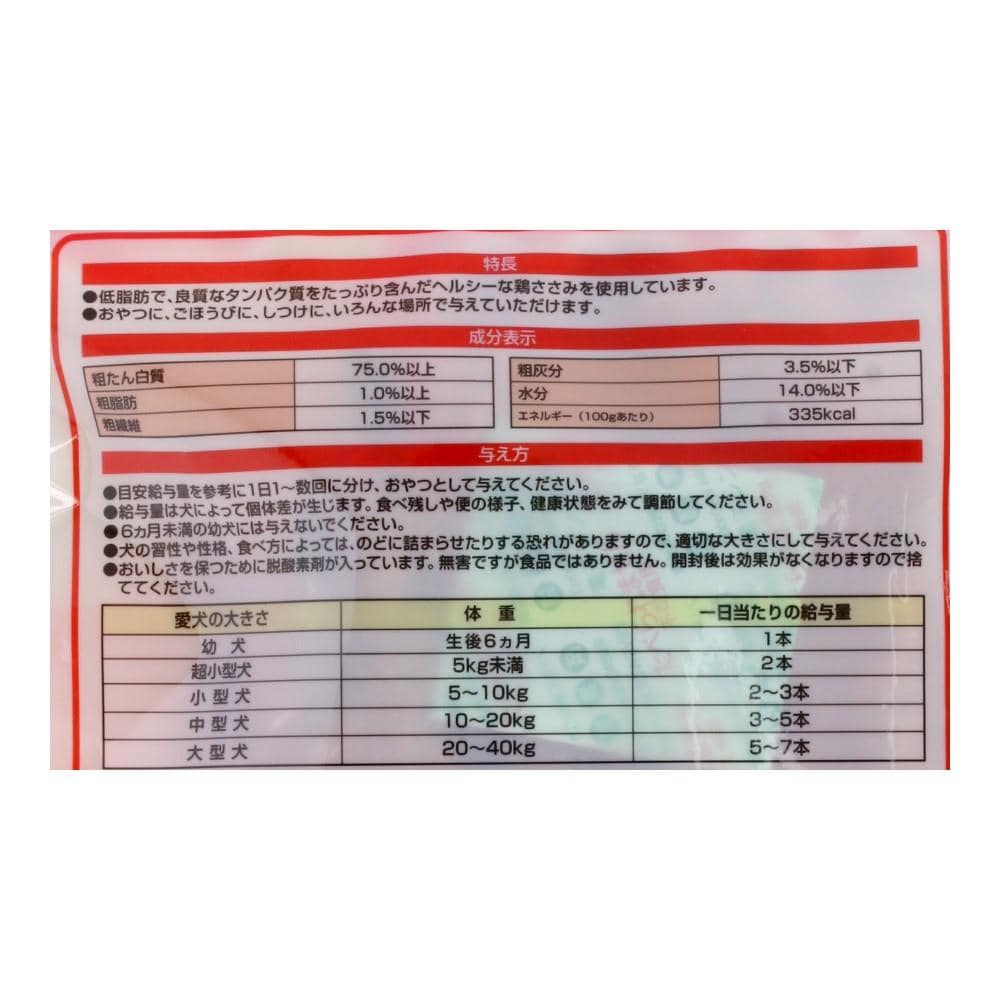 特長
●低脂肪で、良質なタンパク質をたっぷり含んだヘルシーな鶏ささみを使用しています。
●おやつに、ごほうびに、しつけに、いろんな場所で与えていただけます。
成分表示
粗たん白質 75.0%以上 粗灰分 3.5%以下
粗脂肪 1.0%以上 水分 14.0%以下
粗繊維 1.5%以下 エネルギー（100gあたり） 335kcal
与え方
●目安給与量を参考に1日1〜数回に分け、おやつとして与えてください。
●給与量は犬によって個体差が生じます。食べ残しや便の様子、健康状態をみて調節してください。
●6カ月未満の幼犬には与えないでください。
●犬の習性や性格、食べ方によっては、のどに詰まらせたりする恐れがありますので、適切な大きさにして与えてください。
●おいしさを保つために脱酸素剤が入っています。無害ですが食品ではありません。開封後は効果がなくなりますので捨
ててください。
愛犬の大きさ 体 重 一日当たりの給与量
幼 犬 生後6ヵ月 1本
超小型犬 5kg未満 2本
小 型 犬 5〜10kg 2〜3本
中 型 犬 10〜20kg 3〜5本
大 型 犬 20〜40kg 5〜7本